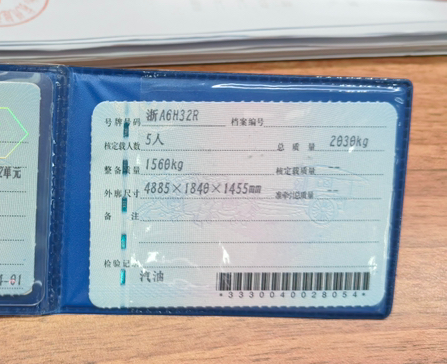 号牌号码 浙A6H32R 档案编号
核定载人数 5人 总质量 2030kg
整备质量 1560kg 核定载质量 --
外廓尺寸 4885×1840×1455mm 准牵引总质量 --
备注
检验记录
汽油
*3330040028054*
单元
-01